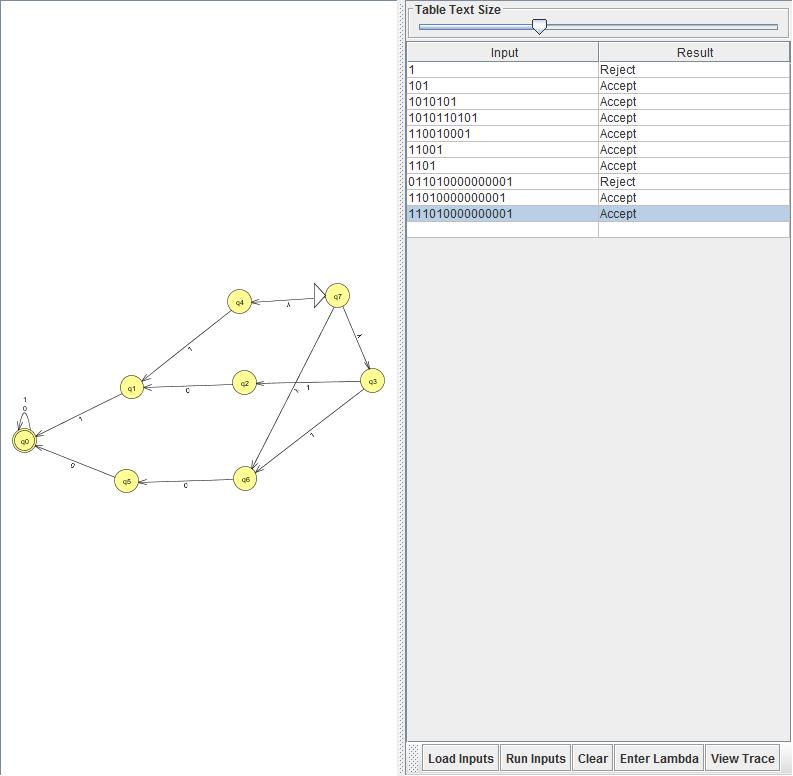 Table Text Size
Input Result
1 Reject
101 Accept
1010101 Accept
1010110101 Accept
110010001 Accept
11001 Accept
1101 Accept
011010000000001 Reject
11010000000001 Accept
111010000000001 Accept
q4
q7
λ
λ
1
q1
0
q2
1
q3
λ
1
0
1
q0
1
0
q5
0
q6
Load Inputs Run Inputs Clear Enter Lambda View Trace